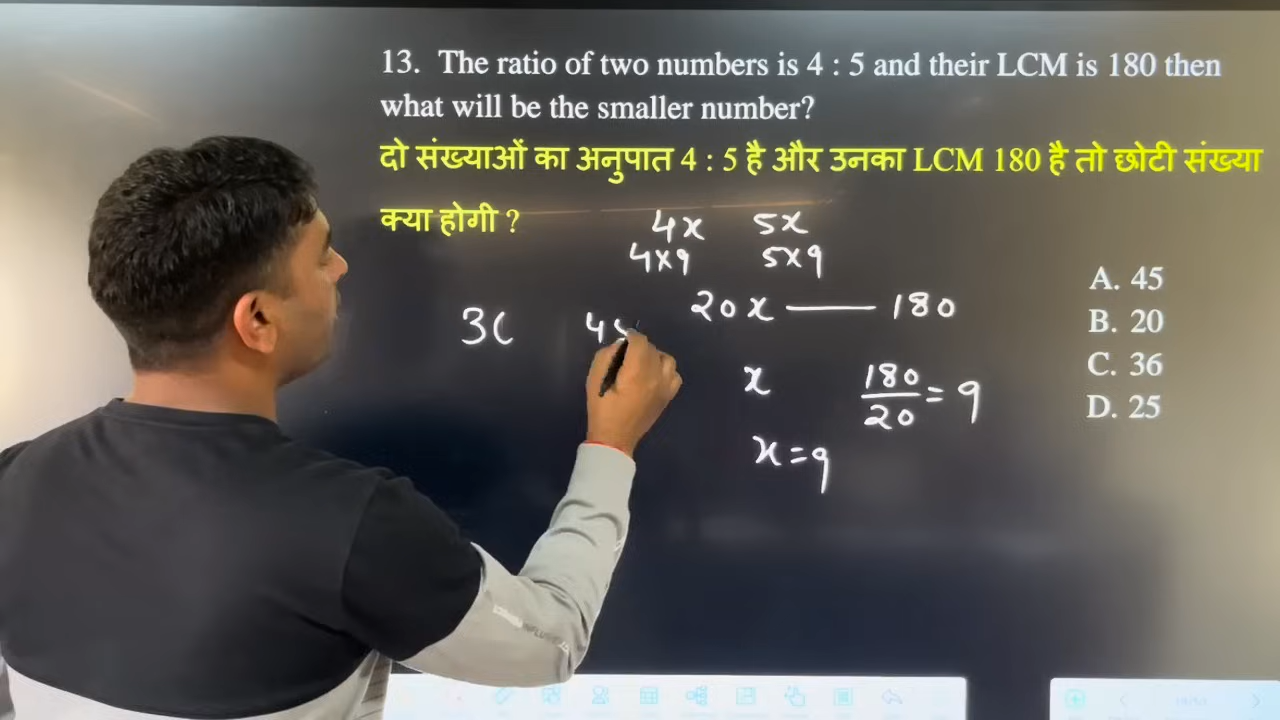 13. The ratio of two numbers is 4 : 5 and their LCM is 180 then
what will be the smaller number?
दो संख्याओं का अनुपात 4 : 5 है और उनका LCM 180 है तो छोटी संख्या
क्या होगी ?
4x 5x
4×9 5×9
20x —— 180
x 180/20 = 9
x = 9
A. 45
B. 20
C. 36
D. 25